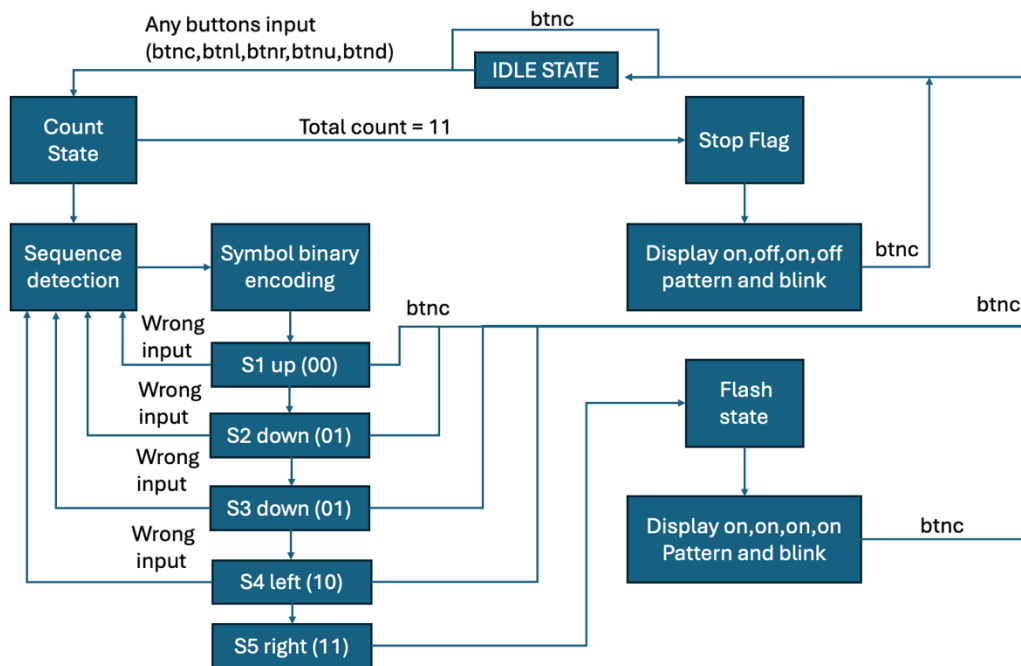 btnc
Any buttons input
(btnc,btnl,btnr,btnu,btnd)
IDLE STATE
Count
State
Total count = 11
Stop Flag
Sequence
detection
Symbol binary
encoding
Display on,off,on,off
pattern and blink
btnc
btnc
btnc
Wrong
input
S1 up (00)
Wrong
input
S2 down (01)
Flash
state
Wrong
input
S3 down (01)
Wrong
input
Display on,on,on,on
Pattern and blink
btnc
S4 left (10)
S5 right (11)